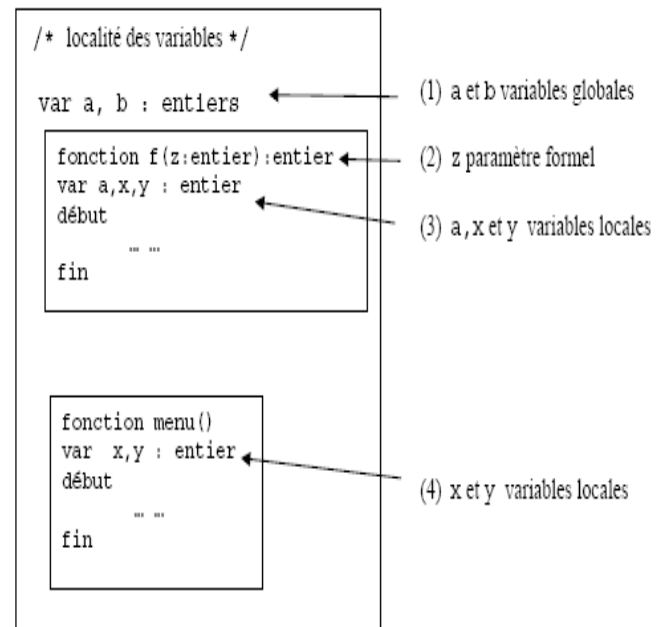 /* localité des variables */
var a, b : entiers
(1) a et b variables globales
fonction f(z:entier):entier
(2) z paramètre formel
var a,x,y : entier
(3) a,x et y variables locales
début
... ...
fin
fonction menu()
var x,y : entier
(4) x et y variables locales
début
... ...
fin